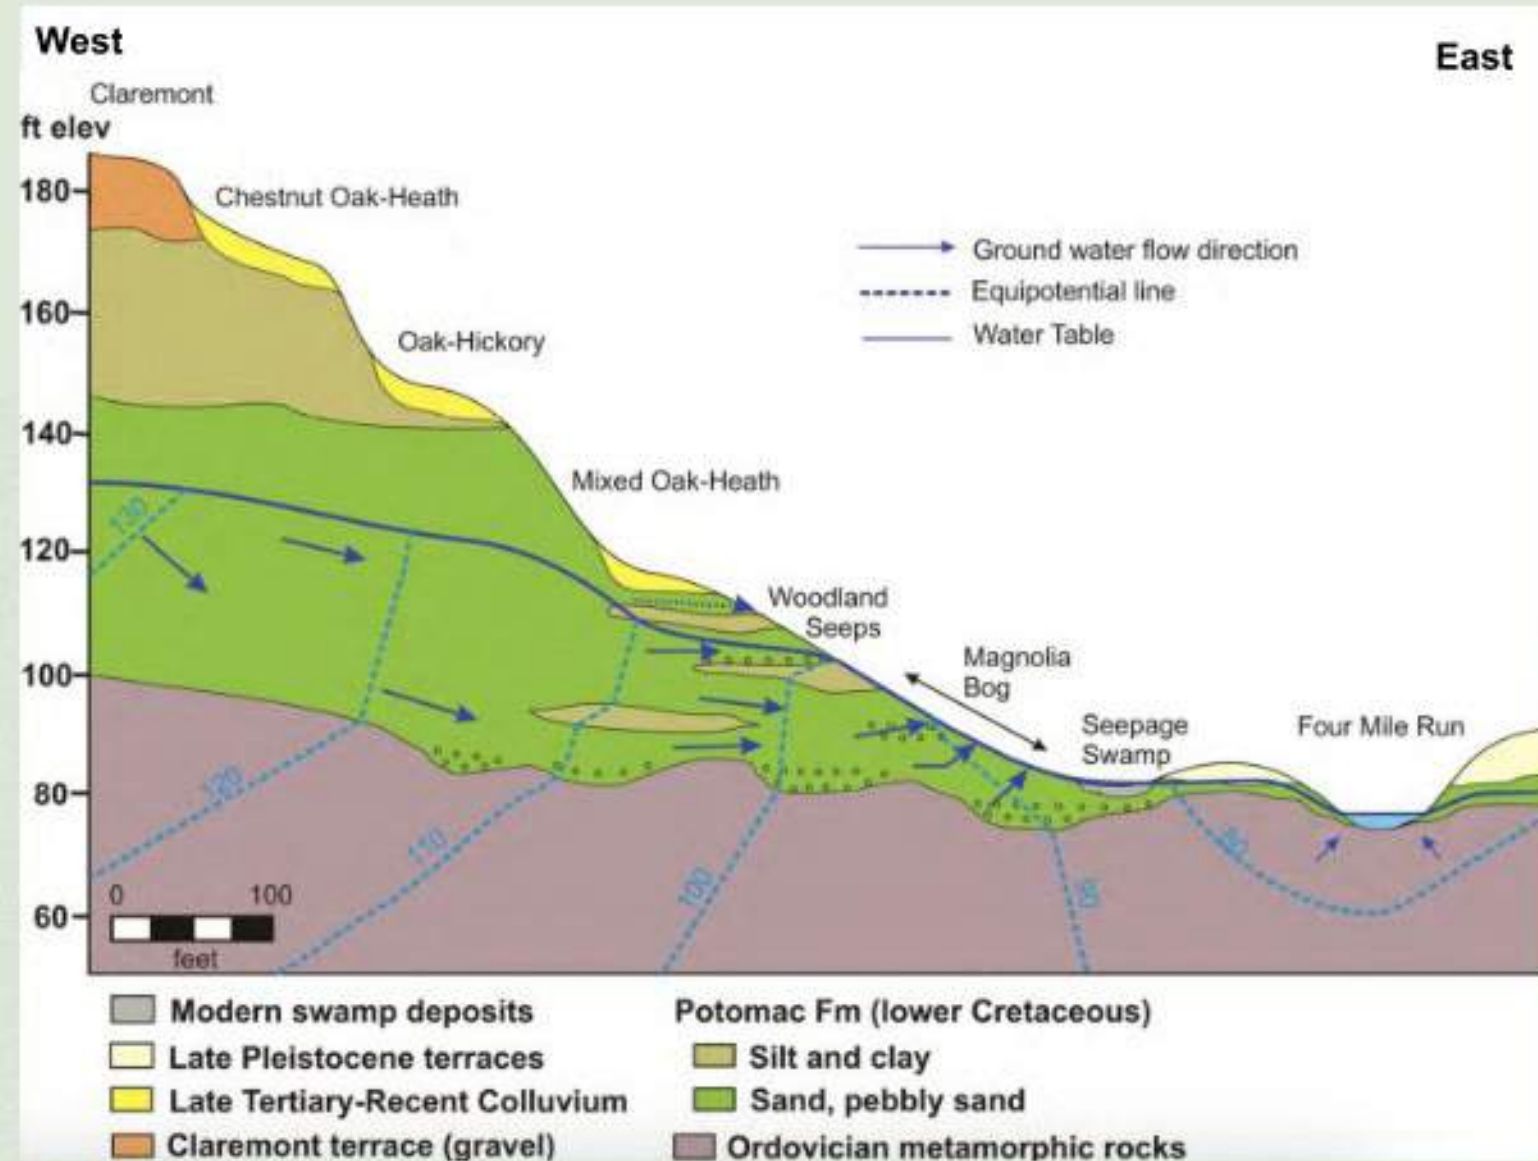 West
East
Claremont
ft elev
180
160
140
120
100
80
60
Chestnut Oak-Heath
Oak-Hickory
Mixed Oak-Heath
Woodland
Seeps
Magnolia
Bog
Seepage
Swamp
Four Mile Run
Ground water flow direction
Equipotential line
Water Table
130
120
110
100
90
80
0 100
feet
Modern swamp deposits
Late Pleistocene terraces
Late Tertiary-Recent Colluvium
Claremont terrace (gravel)
Potomac Fm (lower Cretaceous)
Silt and clay
Sand, pebbly sand
Ordovician metamorphic rocks